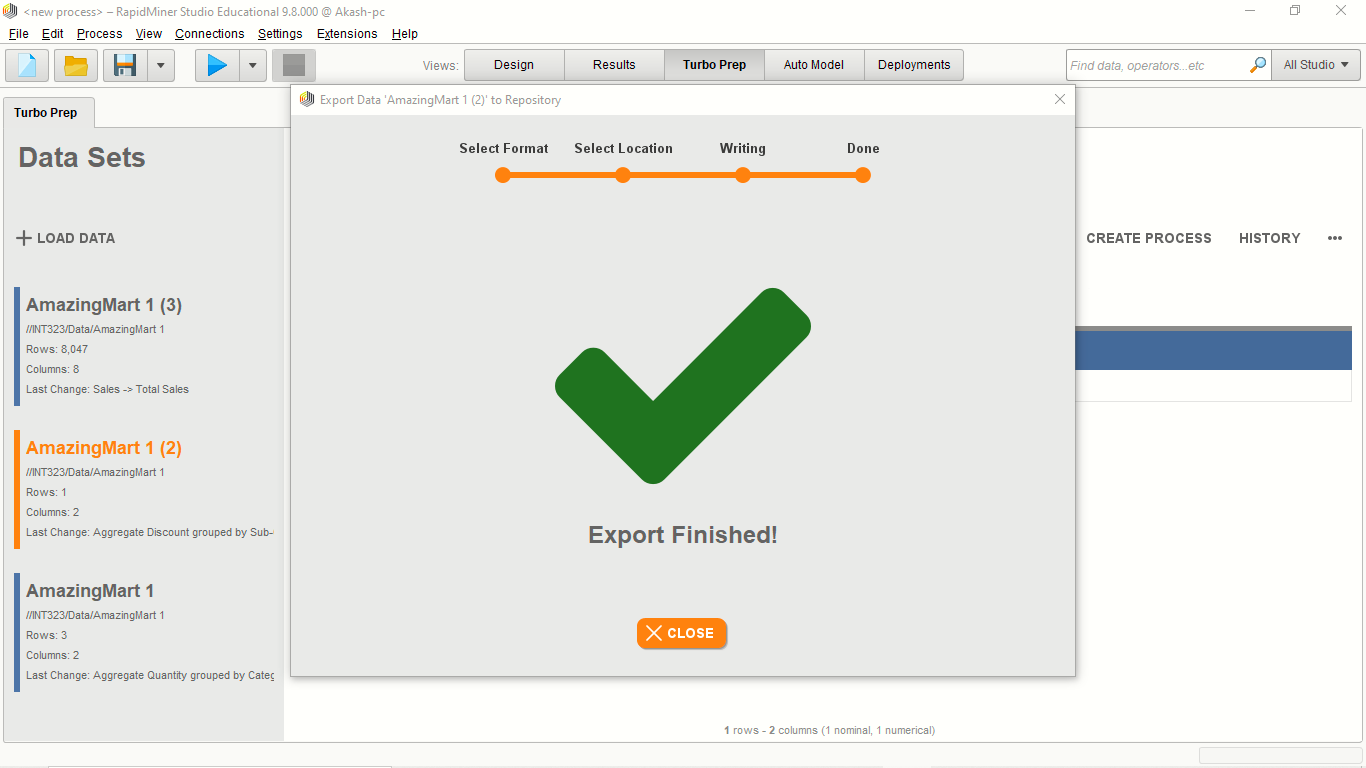 <new process> – RapidMiner Studio Educational 9.8.000 @ Akash-pc
File Edit Process View Connections Settings Extensions Help
Views: Design Results Turbo Prep Auto Model Deployments
Find data, operators...etc
All Studio
Turbo Prep
Export Data 'AmazingMart 1 (2)' to Repository
Select Format Select Location Writing Done
Data Sets
LOAD DATA
CREATE PROCESS HISTORY •••
AmazingMart 1 (3)
//INT323/Data/AmazingMart 1
Rows: 8,047
Columns: 8
Last Change: Sales -> Total Sales
AmazingMart 1 (2)
//INT323/Data/AmazingMart 1
Rows: 1
Columns: 2
Last Change: Aggregate Discount grouped by Sub-
AmazingMart 1
//INT323/Data/AmazingMart 1
Rows: 3
Columns: 2
Last Change: Aggregate Quantity grouped by Categ
Export Finished!
CLOSE
1 rows - 2 columns (1 nominal, 1 numerical)